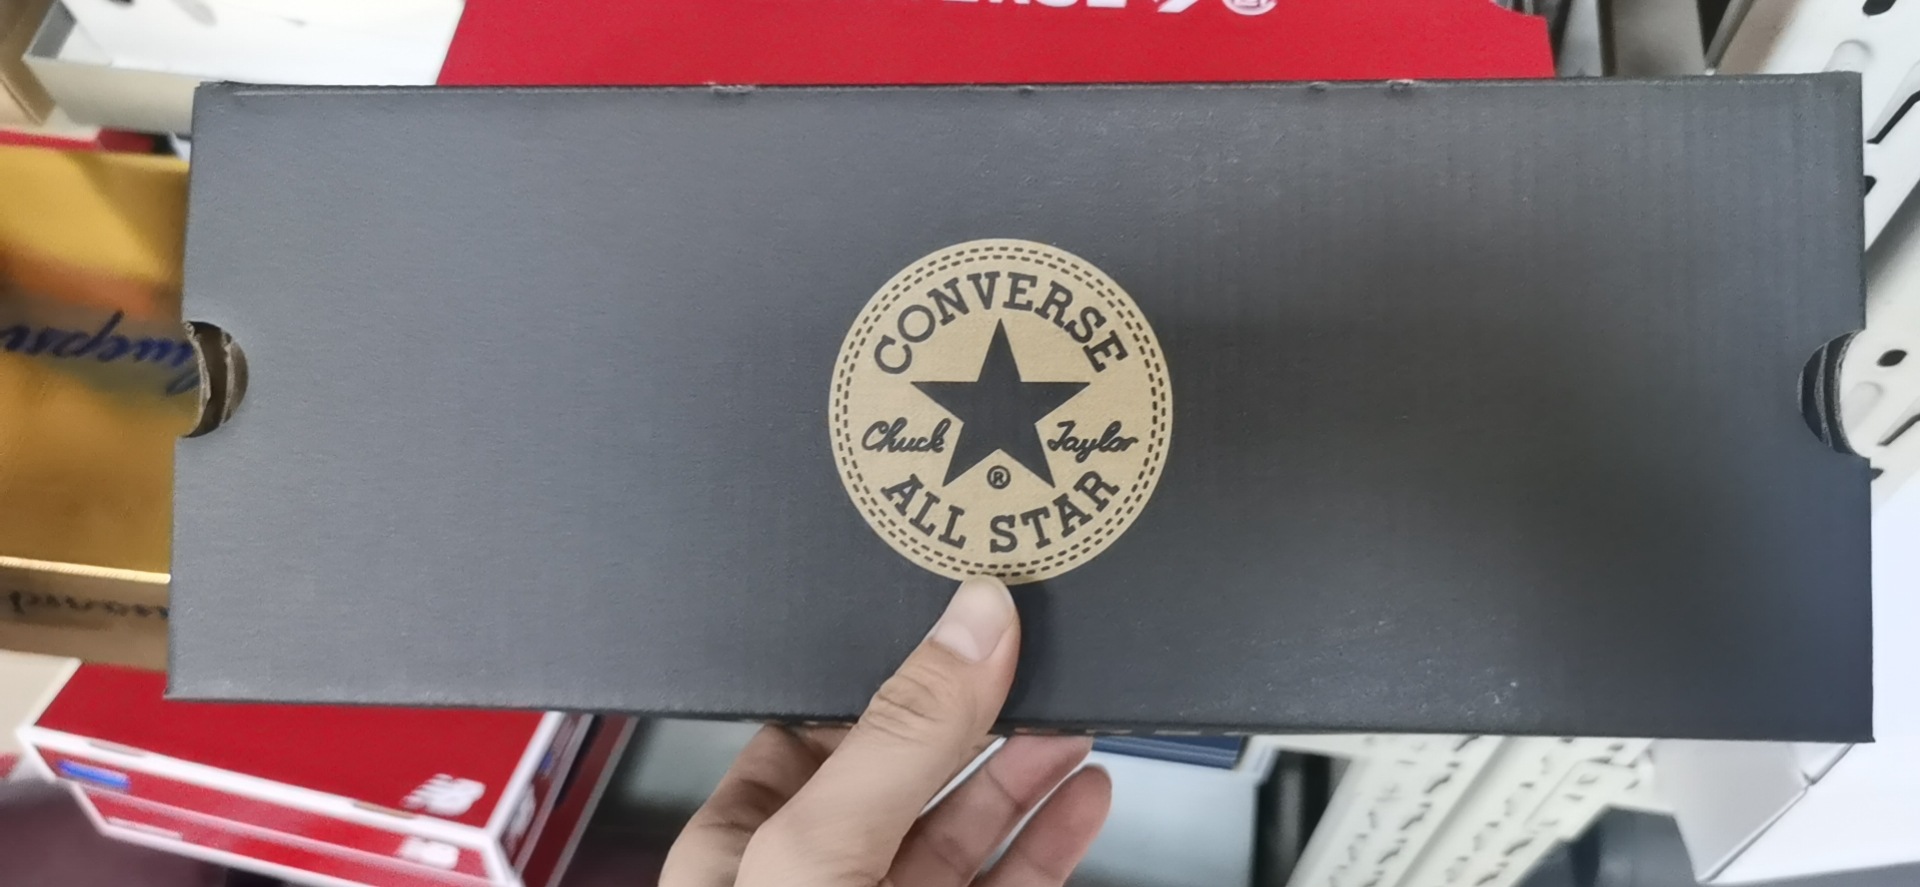 CONVERSE
Chuck Taylor
®
ALL STAR